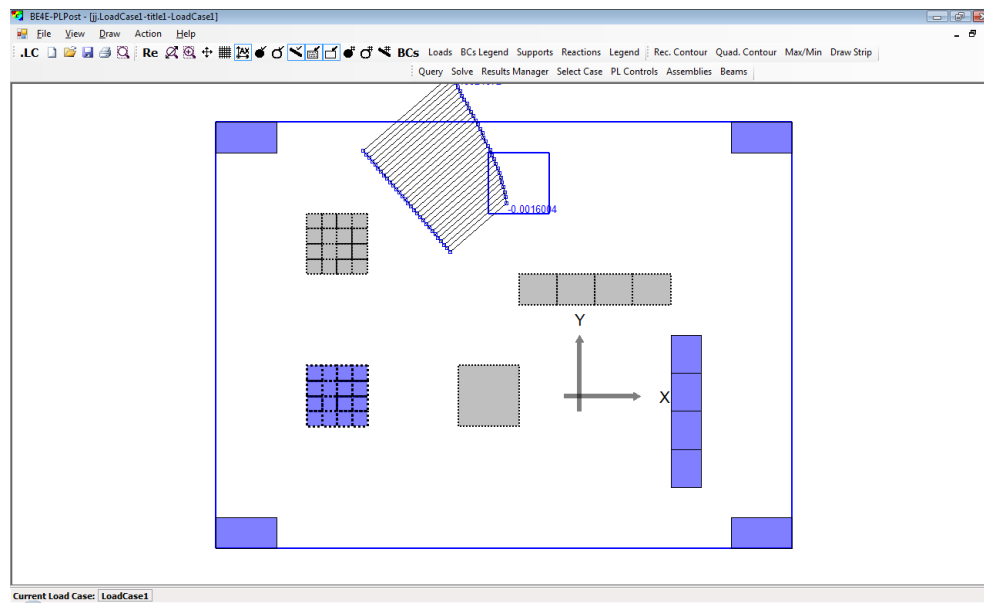 BE4E-PLPost - [jj.LoadCase1-title1-LoadCase1]
File View Draw Action Help
.LC Re BCs Loads BCs Legend Supports Reactions Legend Rec. Contour Quad. Contour Max/Min Draw Strip
Query Solve Results Manager Select Case PL Controls Assemblies Beams
-0.0016004
Y
X
Current Load Case: LoadCase1